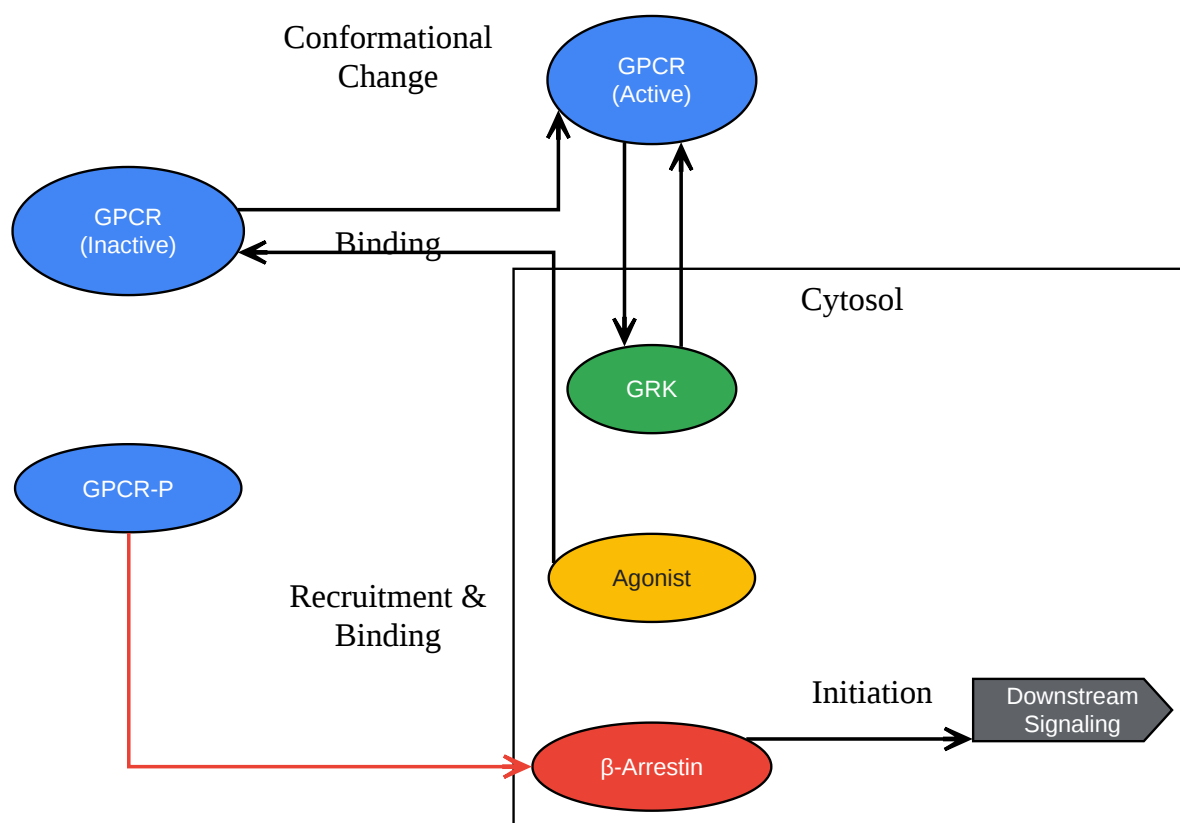 Conformational
Change
GPCR
(Active)
GPCR
(Inactive)
Binding
Cytosol
GRK
GPCR-P
Agonist
Recruitment &
Binding
Initiation
Downstream
Signaling
β-Arrestin